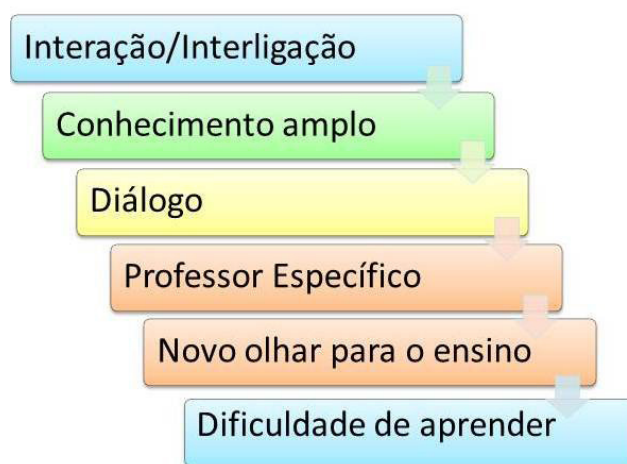 Interação/Interligação
Conhecimento amplo
Diálogo
Professor Específico
Novo olhar para o ensino
Dificuldade de aprender